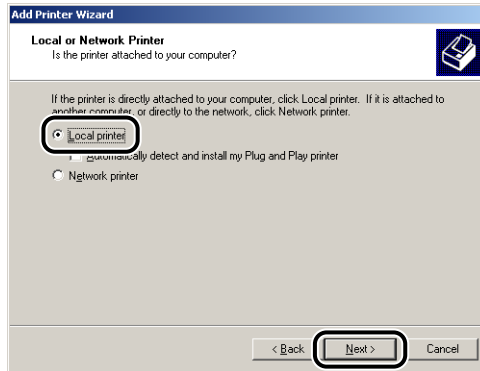 Add Printer Wizard
Local or Network Printer
Is the printer attached to your computer?
If the printer is directly attached to your computer, click Local printer. If it is attached to
another computer, or directly to the network, click Network printer.
Local printer
Automatically detect and install my Plug and Play printer
Network printer
< Back
Next >
Cancel